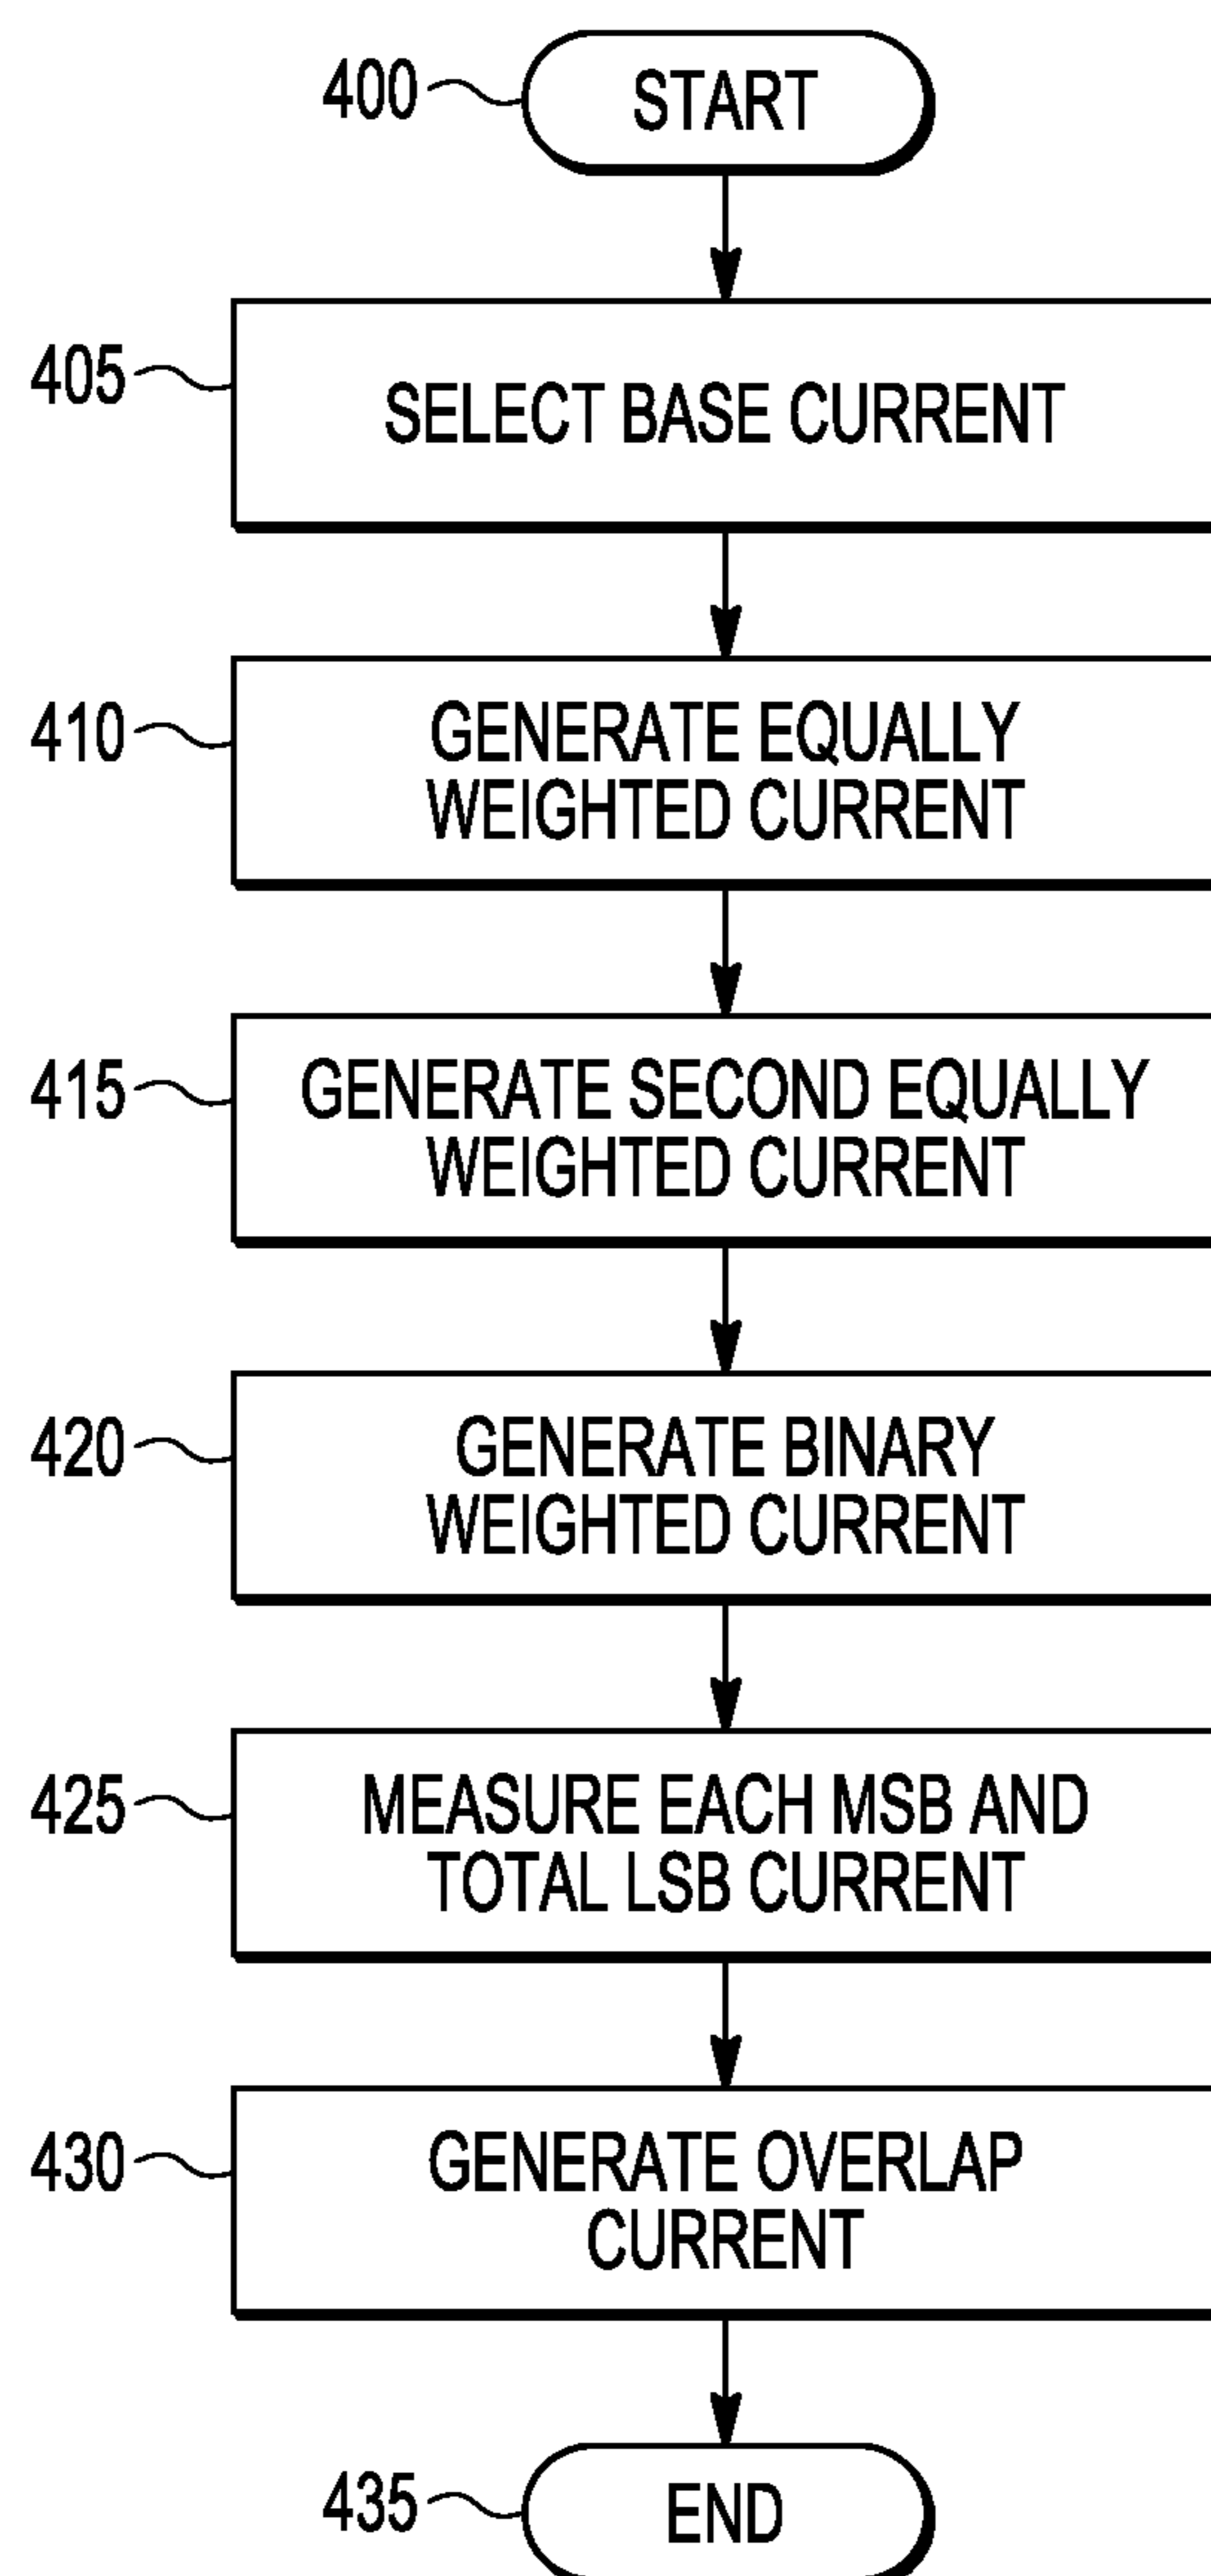 400
START
405
SELECT BASE CURRENT
410
GENERATE EQUALLY
WEIGHTED CURRENT
415
GENERATE SECOND EQUALLY
WEIGHTED CURRENT
420
GENERATE BINARY
WEIGHTED CURRENT
425
MEASURE EACH MSB AND
TOTAL LSB CURRENT
430
GENERATE OVERLAP
CURRENT
435
END